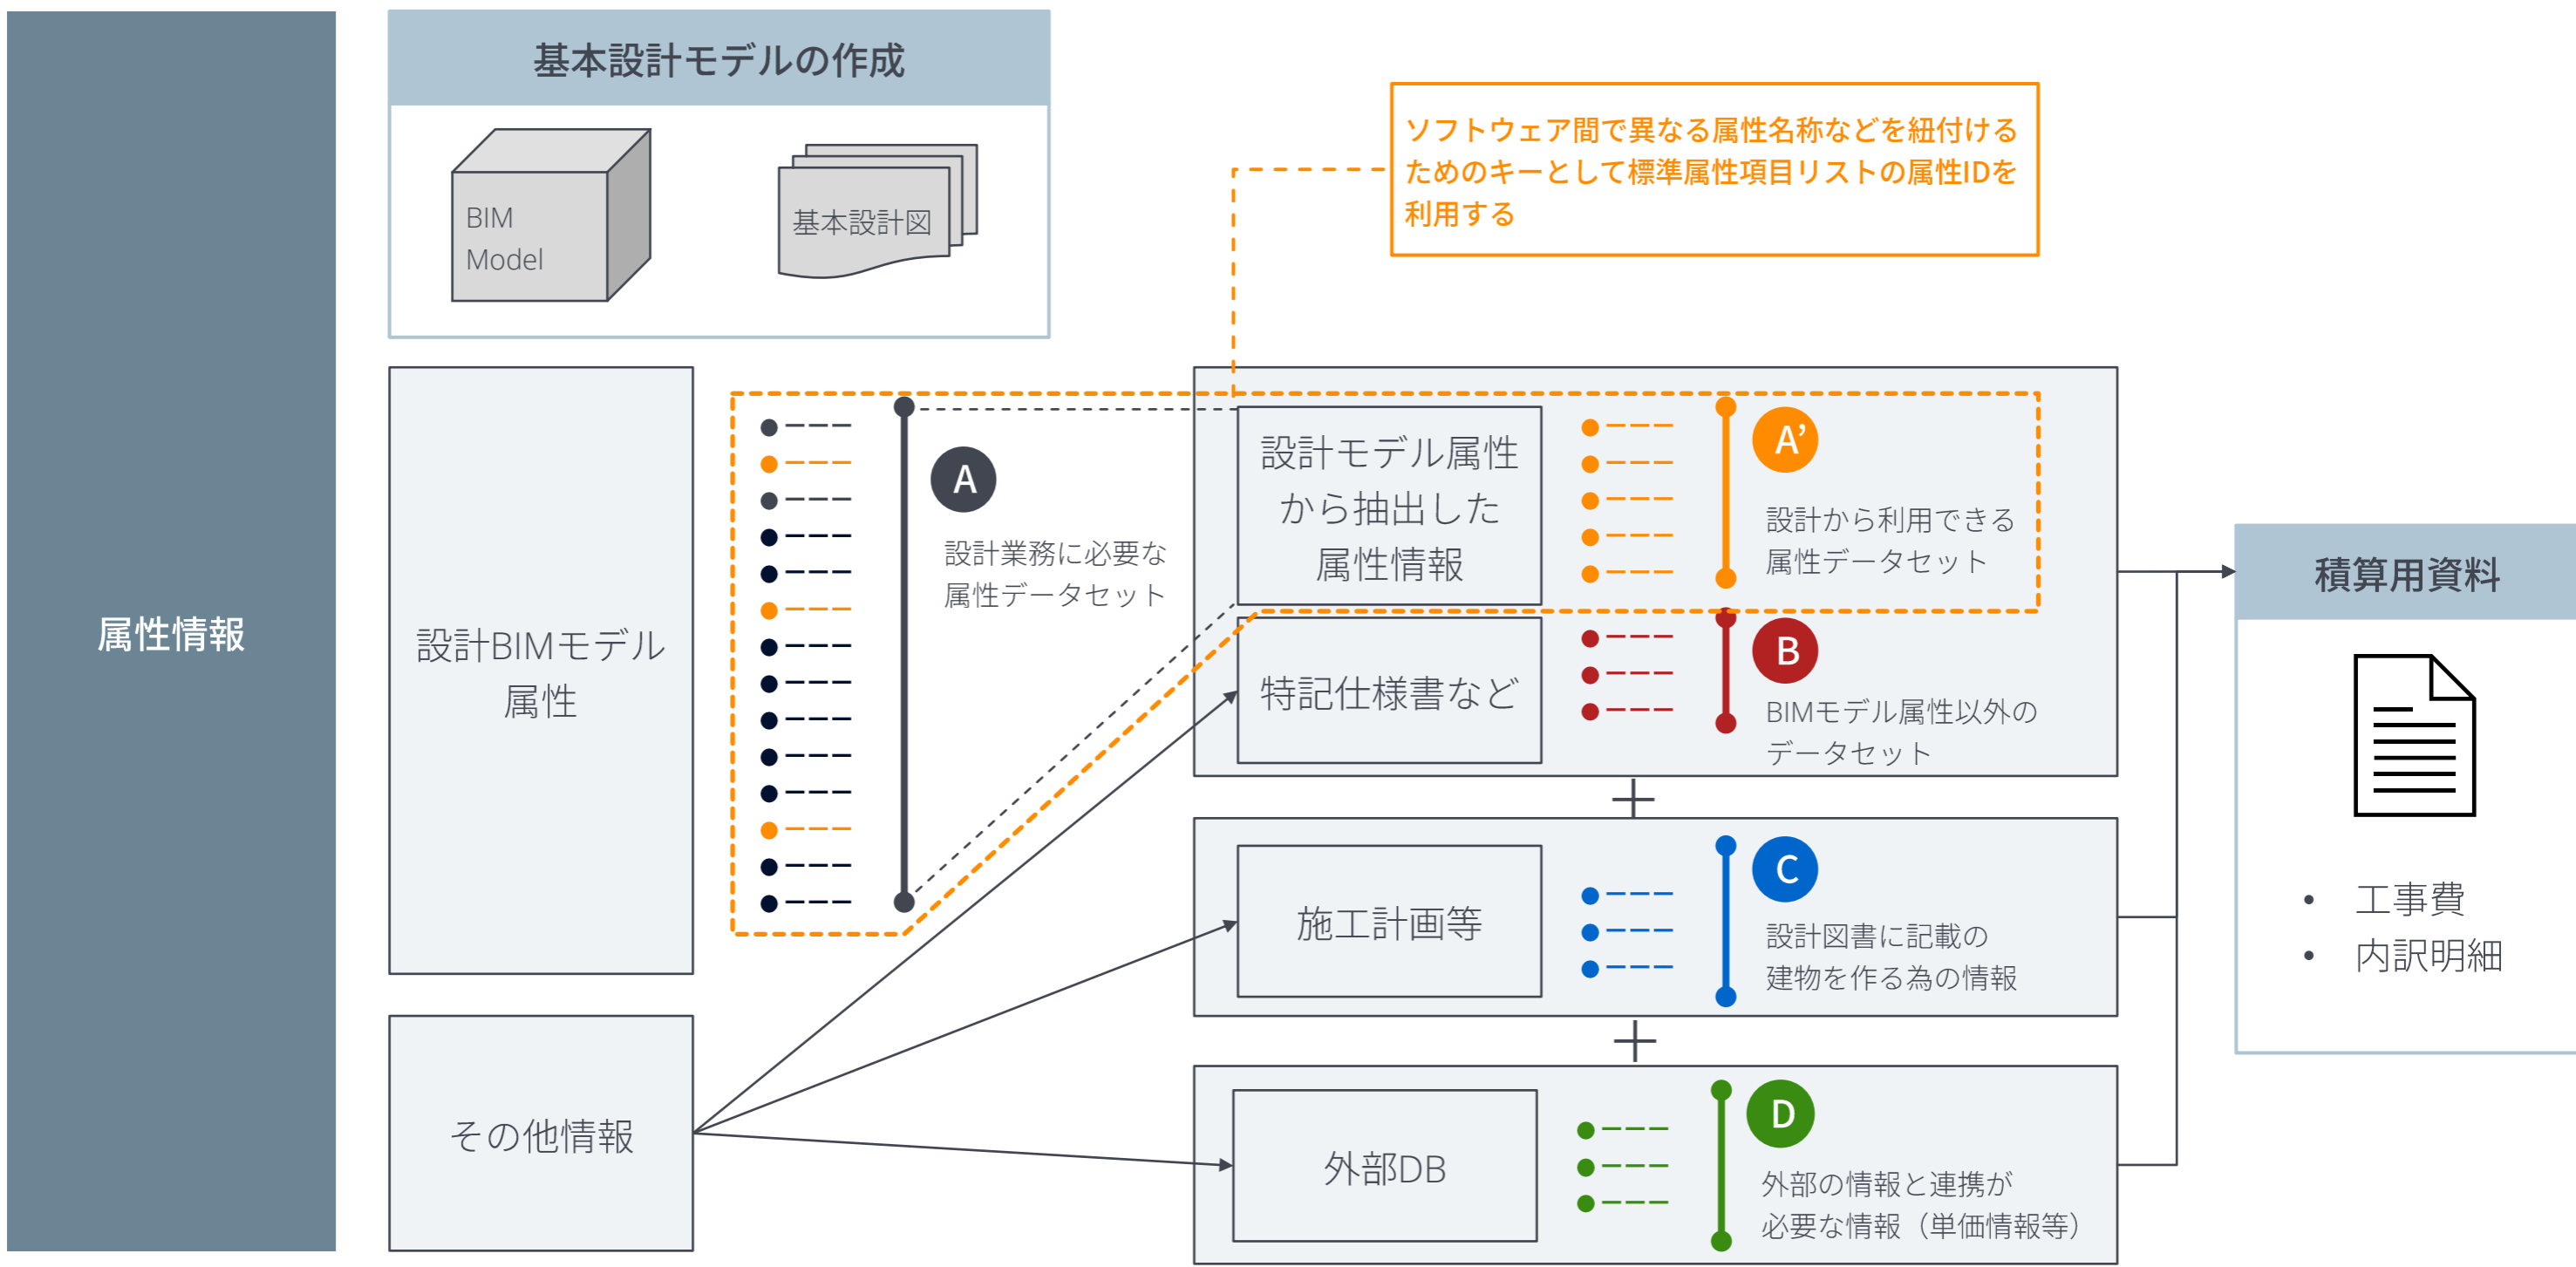 属性情報
基本設計モデルの作成
BIM
Model
基本設計図
ソフトウェア間で異なる属性名称などを紐付ける
ためのキーとして標準属性項目リストの属性IDを
利用する
設計BIMモデル
属性
A
設計業務に必要な
属性データセット
設計モデル属性
から抽出した
属性情報
A’
設計から利用できる
属性データセット
特記仕様書など
B
BIMモデル属性以外の
データセット
施工計画等
C
設計図書に記載の
建物を作る為の情報
その他情報
外部DB
D
外部の情報と連携が
必要な情報（単価情報等）
積算用資料
• 工事費
• 内訳明細